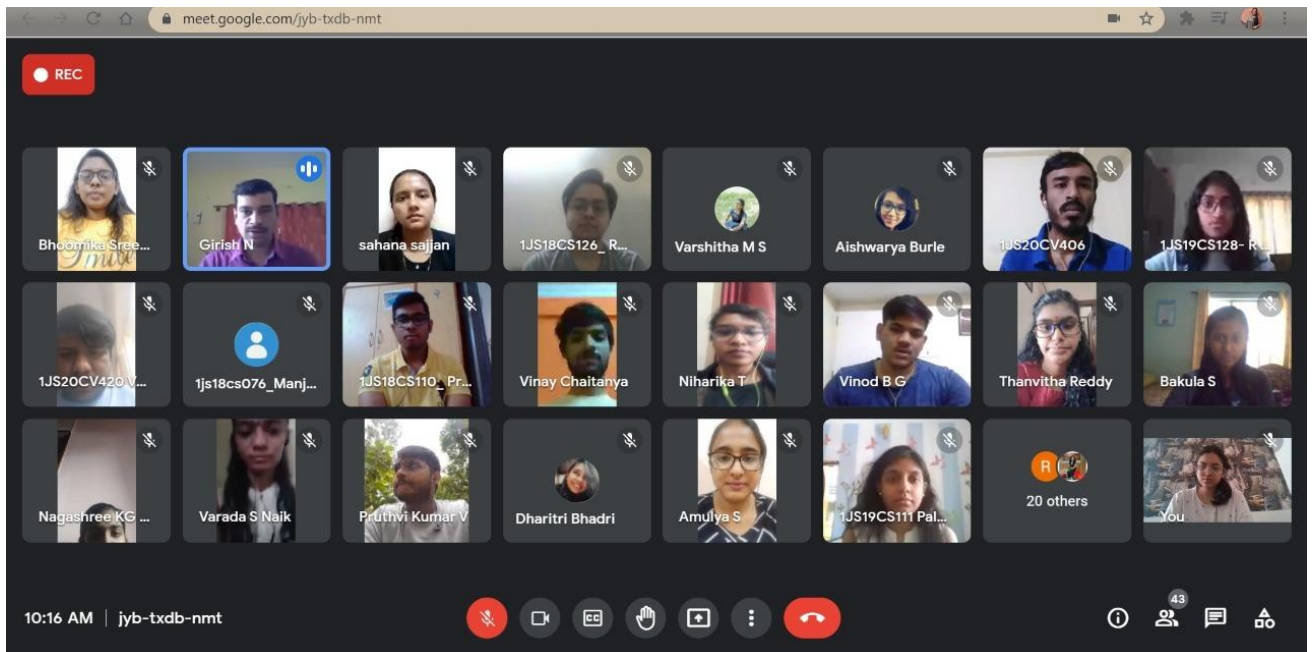 meet.google.com/jyb-txdb-nmt
REC
Bhoomika Sree...
Girish N
sahana sajjan
1JS18CS126_ R...
Varshitha M S
Aishwarya Burle
1JS20CV406
1JS19CS128- R...
1JS20CV420 V...
1js18cs076_Manj...
1JS18CS110_ Pr...
Vinay Chaitanya
Niharika T
Vinod B G
Thanvitha Reddy
Bakula S
Nagashree KG ...
Varada S Naik
Pruthvi Kumar V
Dharitri Bhadri
Amulya S
1JS19CS111 Pal...
R
20 others
You
10:16 AM | jyb-txdb-nmt
CC
43